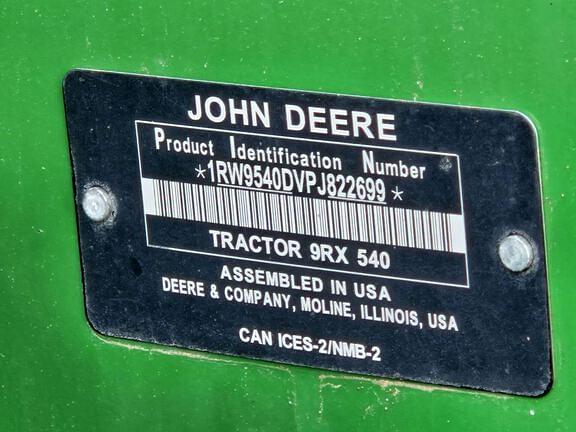 JOHN DEERE
Product Identification Number
*1RW9540DVPJ822699*
TRACTOR 9RX 540
ASSEMBLED IN USA
DEERE & COMPANY, MOLINE, ILLINOIS, USA
CAN ICES-2/NMB-2